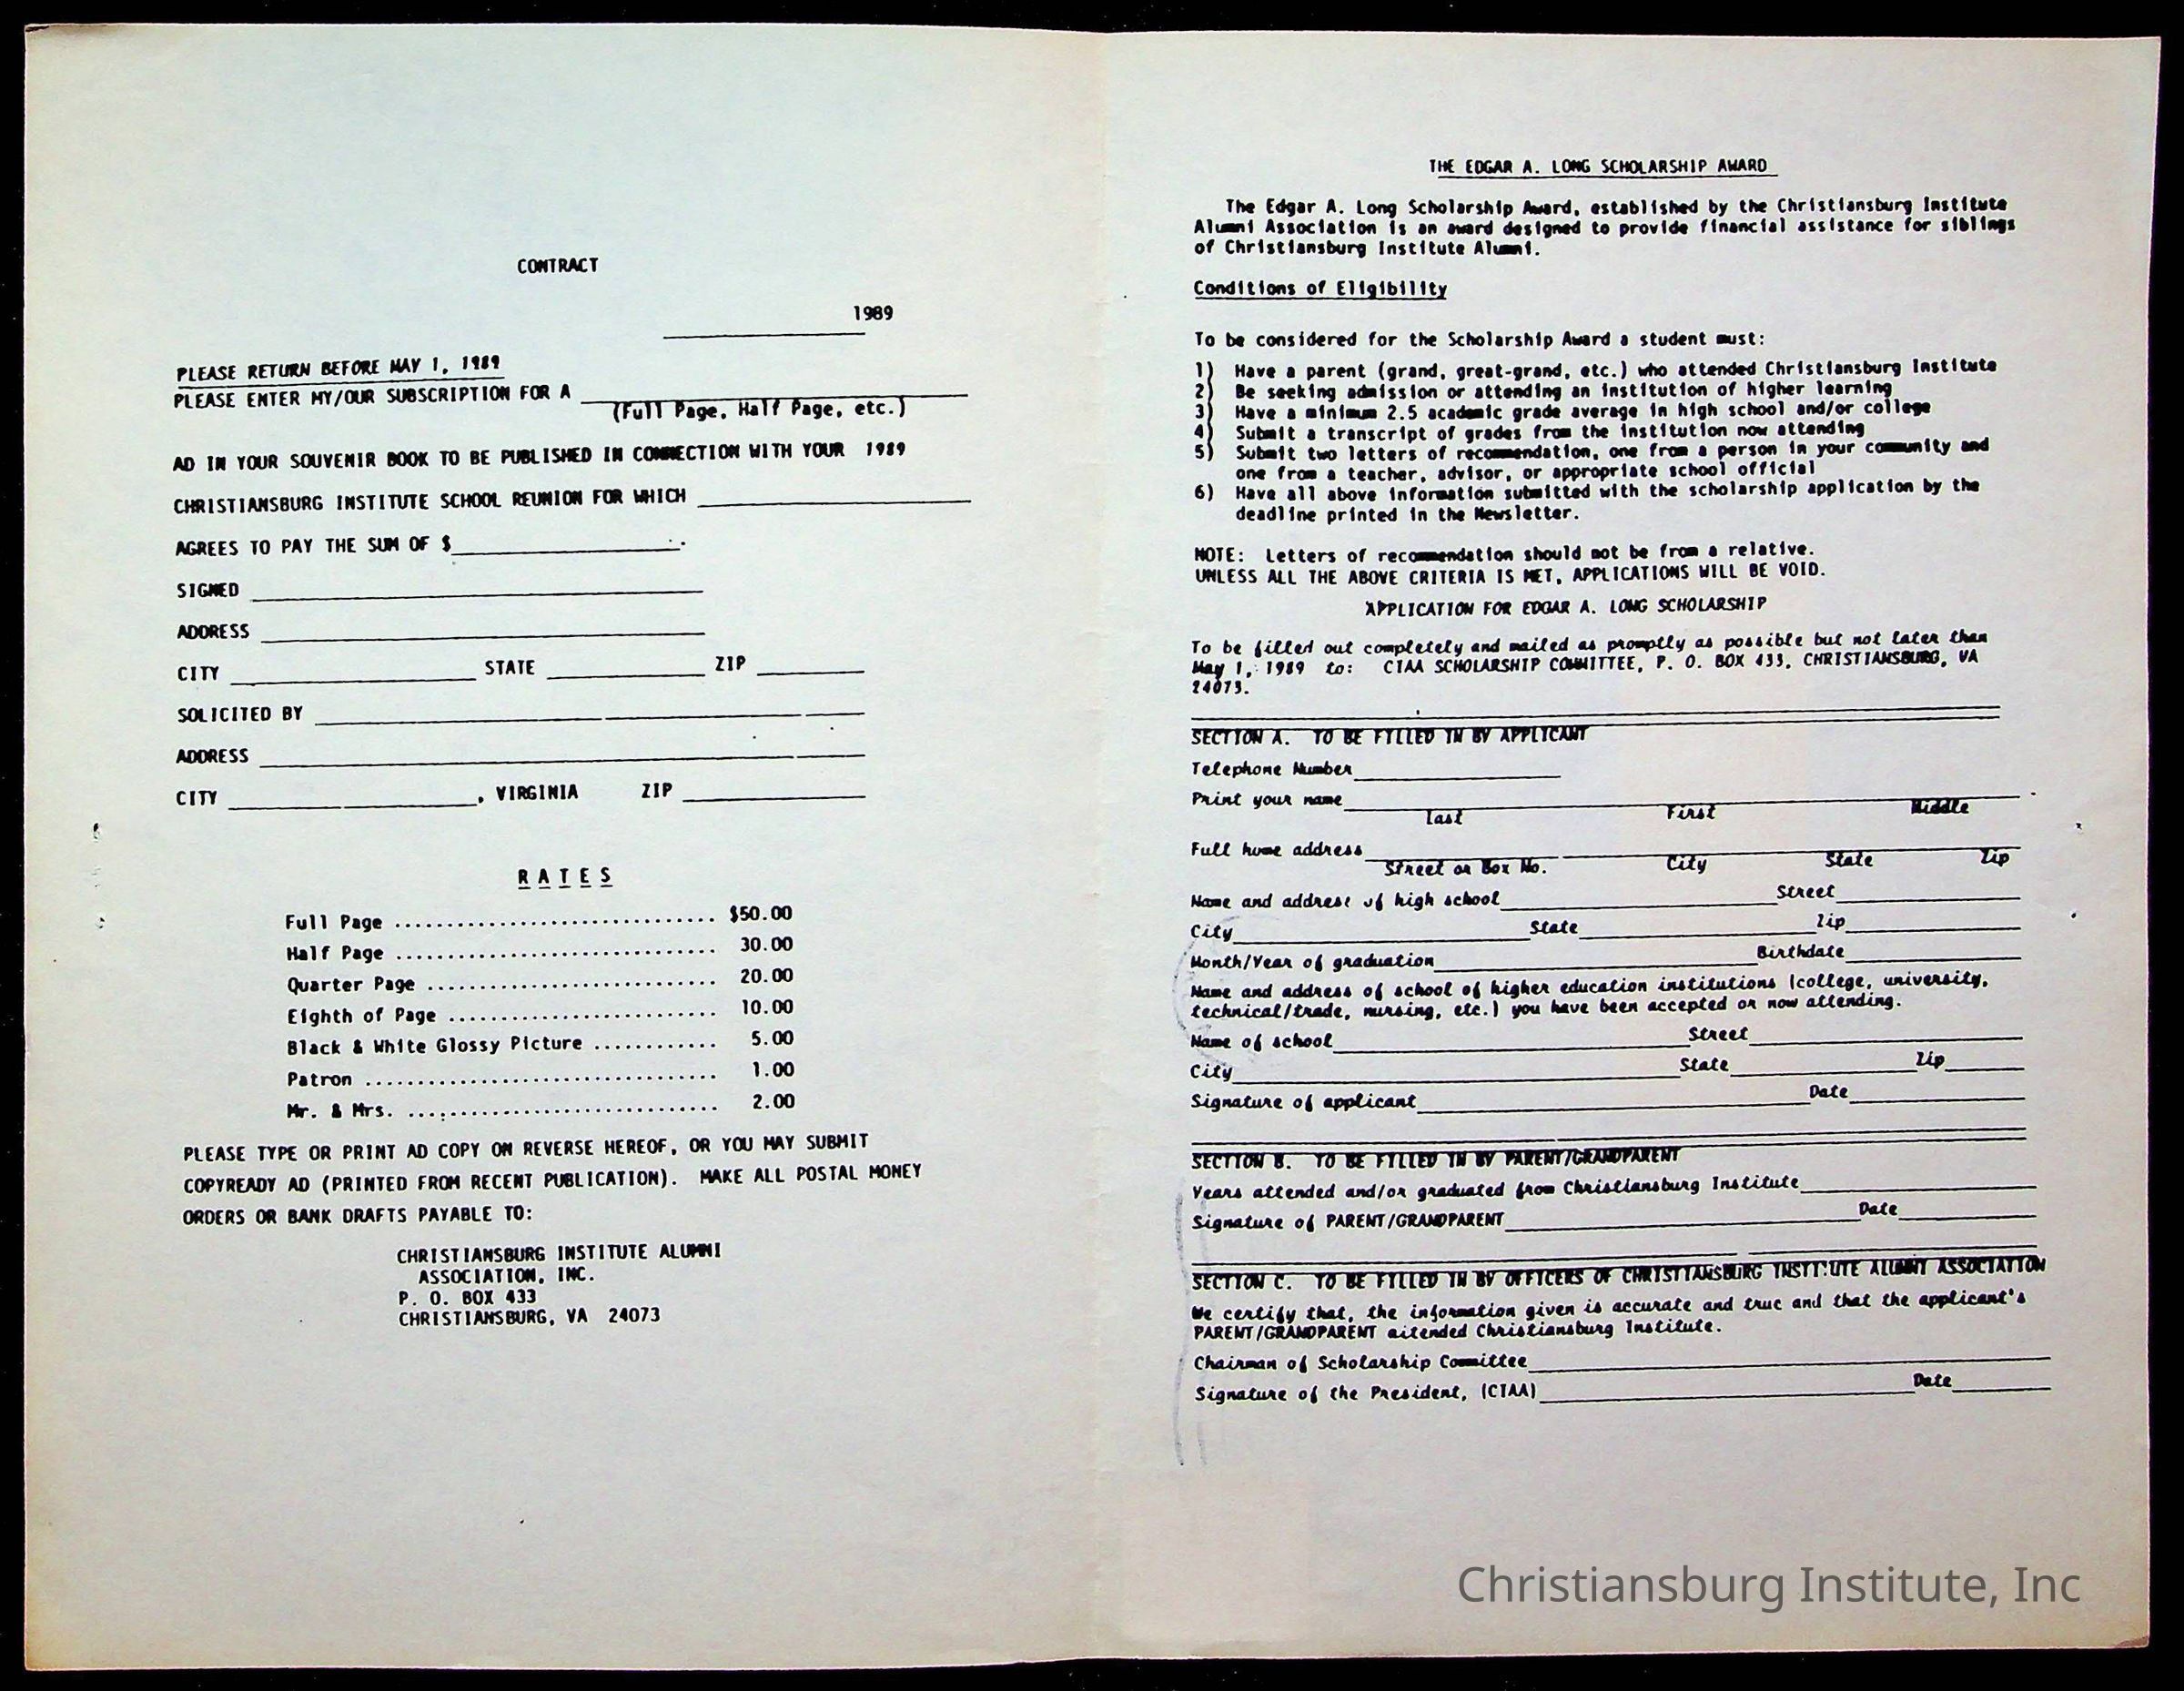 CONTRACT
1989
PLEASE RETURN BEFORE MAY 1, 1989
PLEASE ENTER MY/OUR SUBSCRIPTION FOR A
(Full Page, Half Page, etc.)
AD IN YOUR SOUVENIR BOOK TO BE PUBLISHED IN CONNECTION WITH YOUR 1989
CHRISTIANSBURG INSTITUTE SCHOOL REUNION FOR WHICH
AGREES TO PAY THE SUM OF $
SIGNED
ADDRESS
CITY STATE ZIP
SOLICITED BY
ADDRESS
CITY , VIRGINIA ZIP
RATES
Full Page ............................... $50.00
Half Page ............................... 30.00
Quarter Page ............................ 20.00
Eighth of Page .......................... 10.00
Black & White Glossy Picture ............ 5.00
Patron .................................. 1.00
Mr. & Mrs. .............................. 2.00
PLEASE TYPE OR PRINT AD COPY ON REVERSE HEREOF, OR YOU MAY SUBMIT
COPYREADY AD (PRINTED FROM RECENT PUBLICATION). MAKE ALL POSTAL MONEY
ORDERS OR BANK DRAFTS PAYABLE TO:
CHRISTIANSBURG INSTITUTE ALUMNI
ASSOCIATION, INC.
P. O. BOX 433
CHRISTIANSBURG, VA 24073
THE EDGAR A. LONG SCHOLARSHIP AWARD
The Edgar A. Long Scholarship Award, established by the Christiansburg Institute
Alumni Association is an award designed to provide financial assistance for siblings
of Christiansburg Institute Alumni.
Conditions of Eligibility
To be considered for the Scholarship Award a student must:
1) Have a parent (grand, great-grand, etc.) who attended Christiansburg Institute
2) Be seeking admission or attending an institution of higher learning
3) Have a minimum 2.5 academic grade average in high school and/or college
4) Submit a transcript of grades from the institution now attending
5) Submit two letters of recommendation, one from a person in your community and
one from a teacher, advisor, or appropriate school official
6) Have all above information submitted with the scholarship application by the
deadline printed in the Newsletter.
NOTE: Letters of recommendation should not be from a relative.
UNLESS ALL THE ABOVE CRITERIA IS MET, APPLICATIONS WILL BE VOID.
APPLICATION FOR EDGAR A. LONG SCHOLARSHIP
To be filled out completely and mailed as promptly as possible but not later than
May 1, 1989 to: CIAA SCHOLARSHIP COMMITTEE, P. O. BOX 433, CHRISTIANSBURG, VA
24073.
SECTION A. TO BE FILLED IN BY APPLICANT
Telephone Number
Print your name
Last First Middle
Full home address
Street or Box No. City State Zip
Name and address of high school Street
City State Zip
Month/Year of graduation Birthdate
Name and address of school of higher education institutions (college, university,
technical/trade, nursing, etc.) you have been accepted or now attending.
Name of school Street
City State Zip
Signature of applicant Date
SECTION B. TO BE FILLED IN BY PARENT/GRANDPARENT
Years attended and/or graduated from Christiansburg Institute
Signature of PARENT/GRANDPARENT Date
SECTION C. TO BE FILLED IN BY OFFICERS OF CHRISTIANSBURG INSTITUTE ALUMNI ASSOCIATION
We certify that, the information given is accurate and true and that the applicant's
PARENT/GRANDPARENT attended Christiansburg Institute.
Chairman of Scholarship Committee
Signature of the President, (CIAA) Date
Christiansburg Institute, Inc